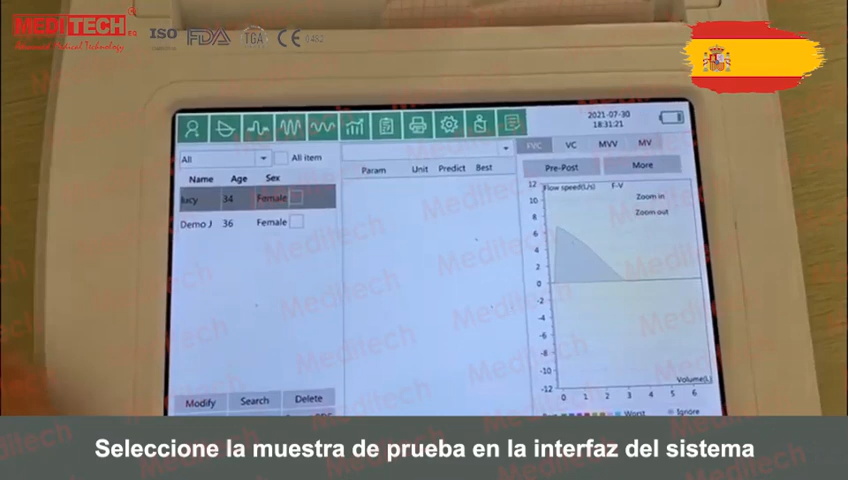 MEDITECH
Advanced Medical Technology
ISO
FDA
TGA
CE
2021-07-30
18:31:21
All
All item
Name Age Sex
lucy 34 Female
Demo J 36 Female
Modify Search Delete
Param Unit Predict Best
FVC VC MVV MV
Pre-Post More
Flow speed(L/s) F-V
Zoom in
Zoom out
12
10
8
6
4
2
0
-2
-4
-6
-8
-10
-12
Volume(L)
0 1 2 3 4 5 6
Worst Ignore
Meditech
Seleccione la muestra de prueba en la interfaz del sistema